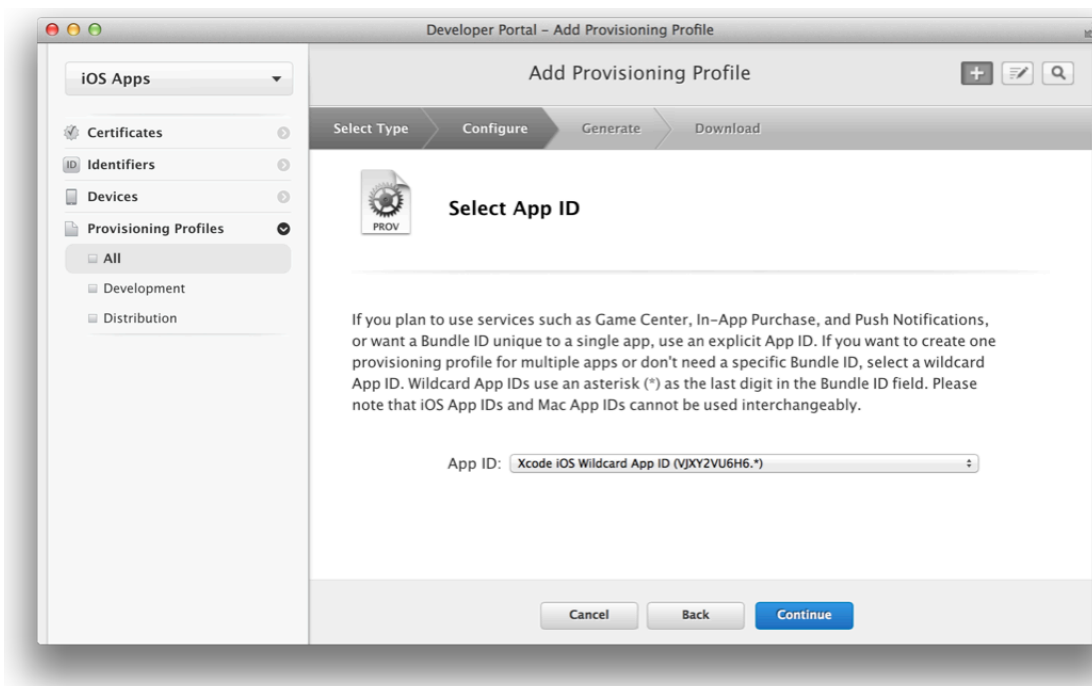 Developer Portal – Add Provisioning Profile
iOS Apps
Add Provisioning Profile
Select Type
Configure
Generate
Download
Certificates
ID
Identifiers
Devices
Provisioning Profiles
All
Development
Distribution
PROV
Select App ID
If you plan to use services such as Game Center, In-App Purchase, and Push Notifications,
or want a Bundle ID unique to a single app, use an explicit App ID. If you want to create one
provisioning profile for multiple apps or don't need a specific Bundle ID, select a wildcard
App ID. Wildcard App IDs use an asterisk (*) as the last digit in the Bundle ID field. Please
note that iOS App IDs and Mac App IDs cannot be used interchangeably.
App ID: Xcode iOS Wildcard App ID (VJXY2VU6H6.*)
Cancel
Back
Continue